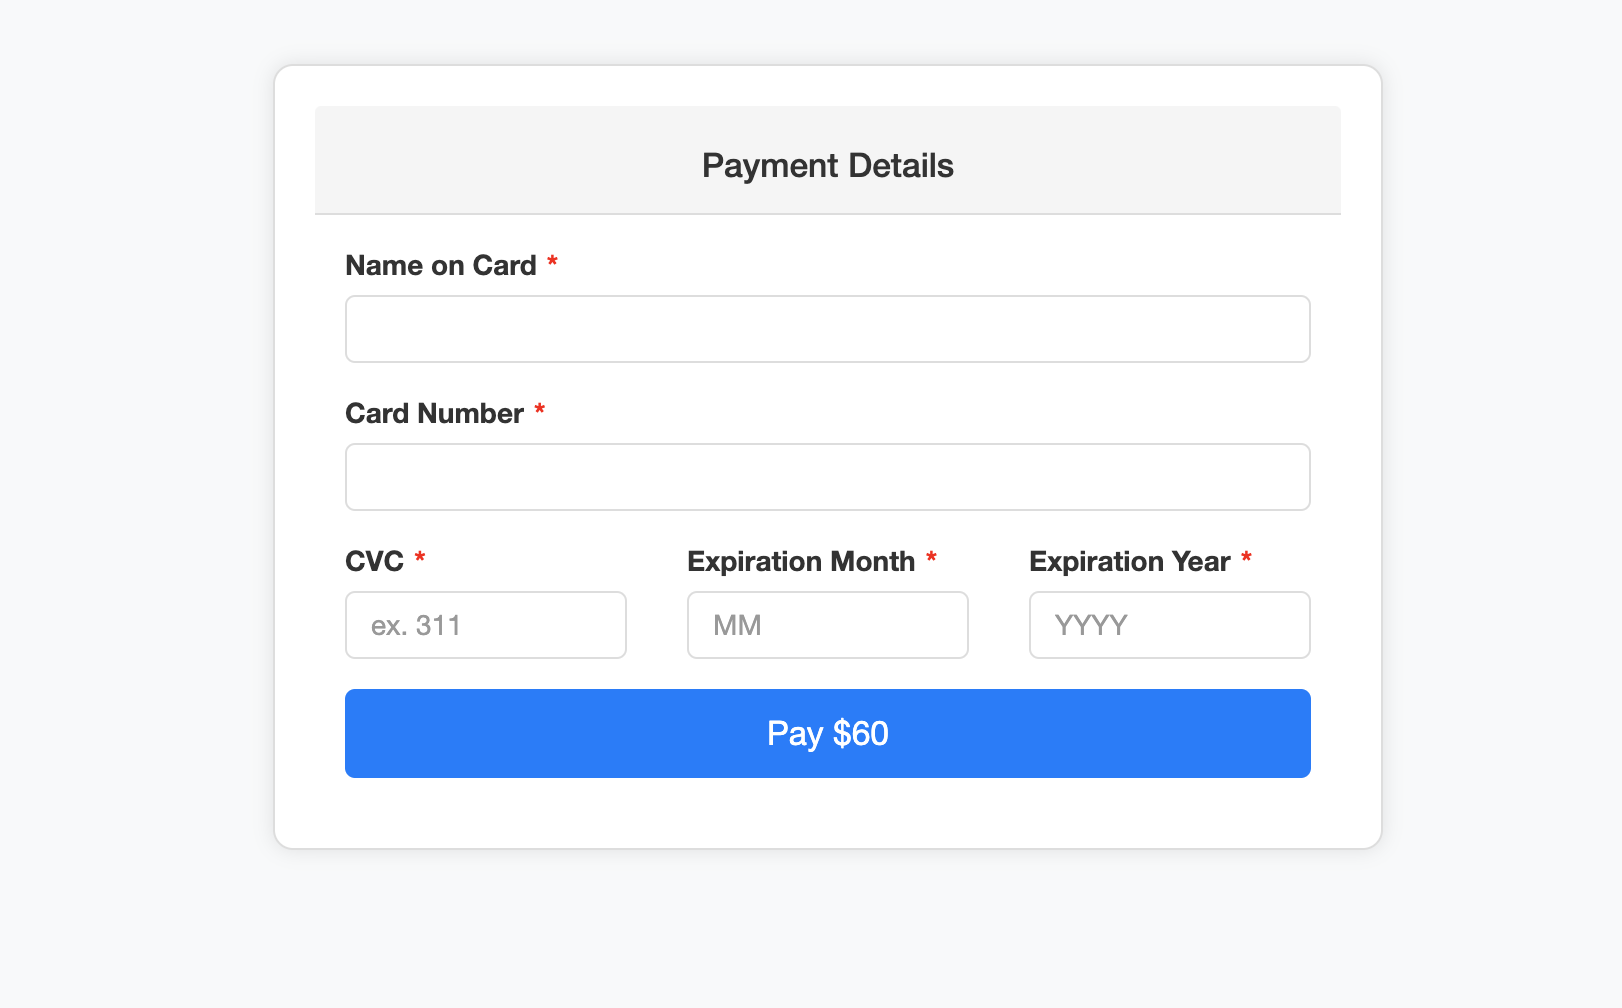 Payment Details
Name on Card *
Card Number *
CVC * Expiration Month * Expiration Year *
ex. 311 MM YYYY
Pay $60